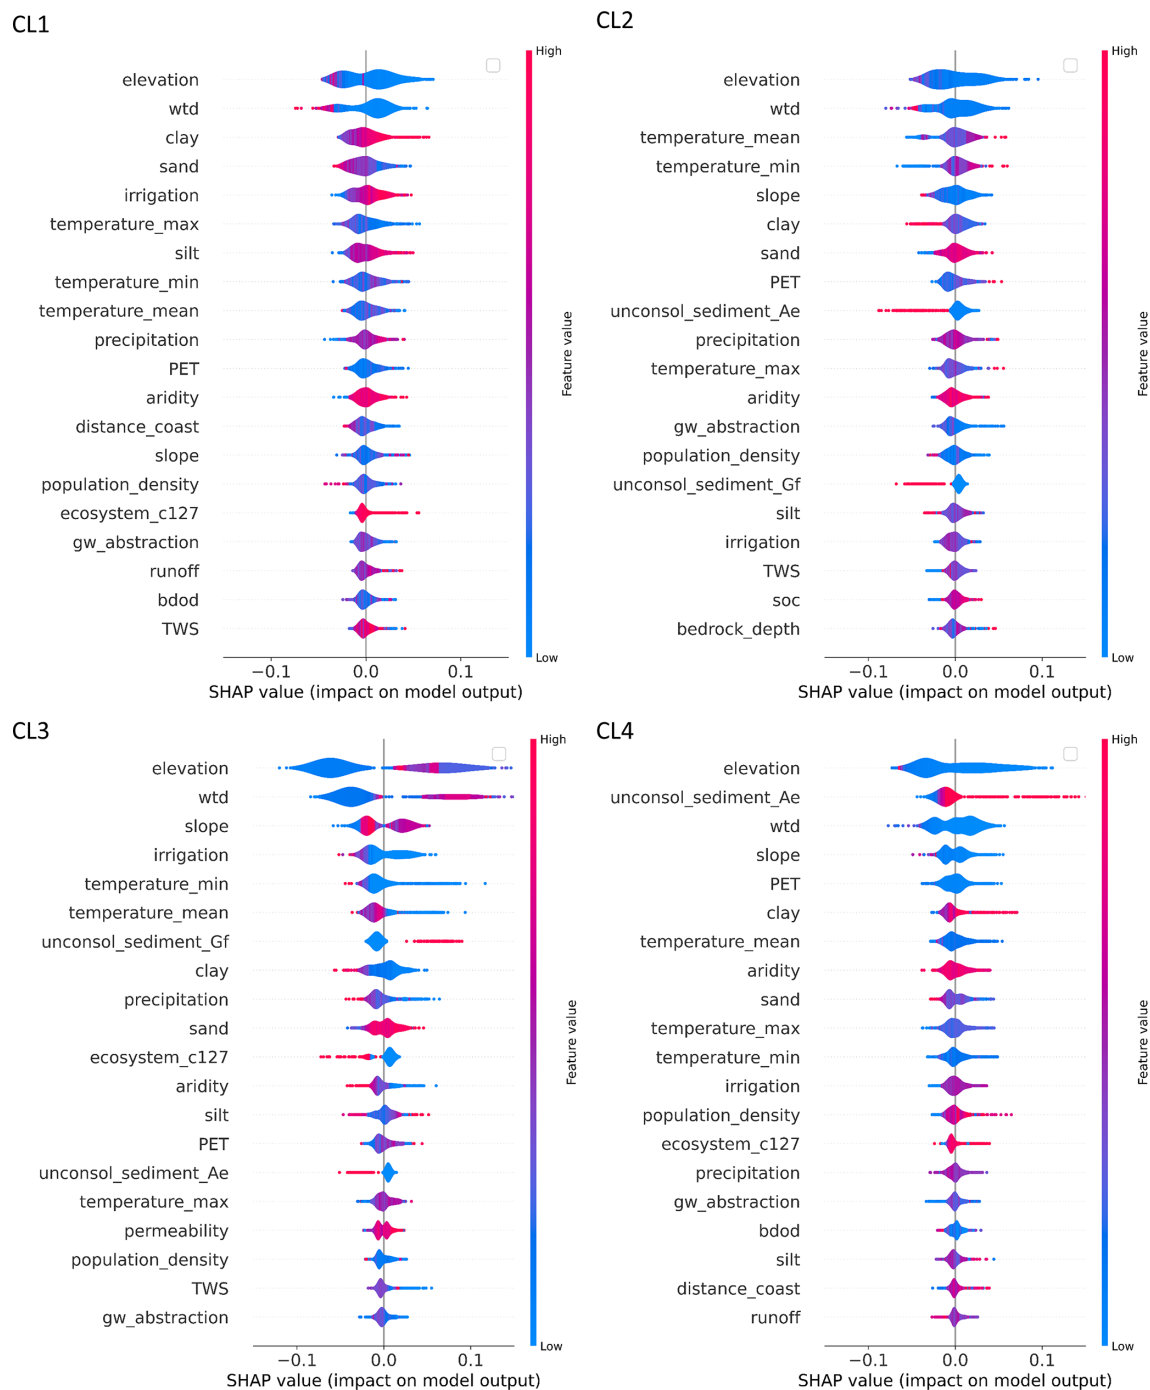 CL1
High
elevation
wtd
clay
sand
irrigation
temperature_max
silt
temperature_min
temperature_mean
precipitation
PET
aridity
distance_coast
slope
population_density
ecosystem_c127
gw_abstraction
runoff
bdod
TWS
Feature value
Low
−0.1 0.0 0.1
SHAP value (impact on model output)
CL2
High
elevation
wtd
temperature_mean
temperature_min
slope
clay
sand
PET
unconsol_sediment_Ae
precipitation
temperature_max
aridity
gw_abstraction
population_density
unconsol_sediment_Gf
silt
irrigation
TWS
soc
bedrock_depth
Feature value
Low
−0.1 0.0 0.1
SHAP value (impact on model output)
CL3
High
elevation
wtd
slope
irrigation
temperature_min
temperature_mean
unconsol_sediment_Gf
clay
precipitation
sand
ecosystem_c127
aridity
silt
PET
unconsol_sediment_Ae
temperature_max
permeability
population_density
TWS
gw_abstraction
Feature value
Low
−0.1 0.0 0.1
SHAP value (impact on model output)
CL4
High
elevation
unconsol_sediment_Ae
wtd
slope
PET
clay
temperature_mean
aridity
sand
temperature_max
temperature_min
irrigation
population_density
ecosystem_c127
precipitation
gw_abstraction
bdod
silt
distance_coast
runoff
Feature value
Low
−0.1 0.0 0.1
SHAP value (impact on model output)